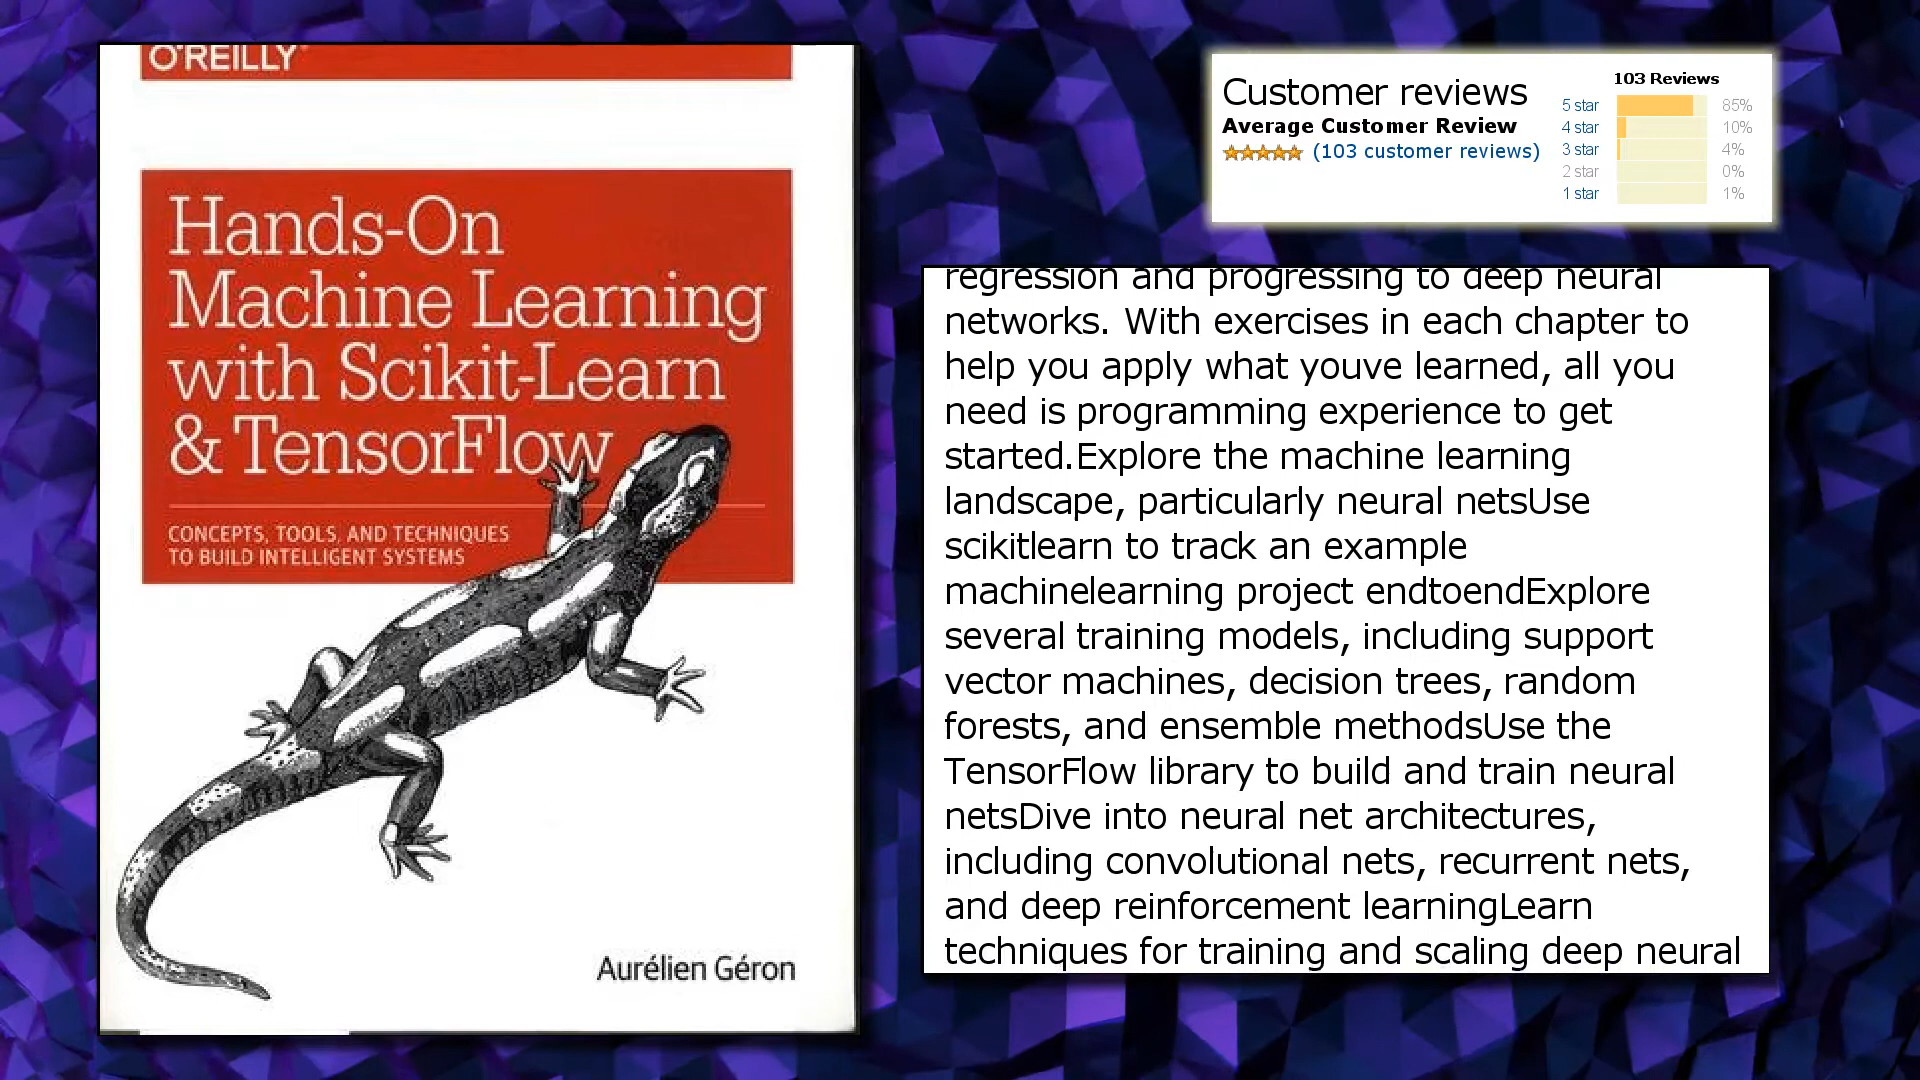 O'REILLY
Hands-On
Machine Learning
with Scikit-Learn
& TensorFlow
CONCEPTS, TOOLS, AND TECHNIQUES
TO BUILD INTELLIGENT SYSTEMS
Aurélien Géron
Customer reviews
Average Customer Review
(103 customer reviews)
103 Reviews
5 star 85%
4 star 10%
3 star 4%
2 star 0%
1 star 1%
regression and progressing to deep neural
networks. With exercises in each chapter to
help you apply what youve learned, all you
need is programming experience to get
started.Explore the machine learning
landscape, particularly neural netsUse
scikitlearn to track an example
machinelearning project endtoendExplore
several training models, including support
vector machines, decision trees, random
forests, and ensemble methodsUse the
TensorFlow library to build and train neural
netsDive into neural net architectures,
including convolutional nets, recurrent nets,
and deep reinforcement learningLearn
techniques for training and scaling deep neural